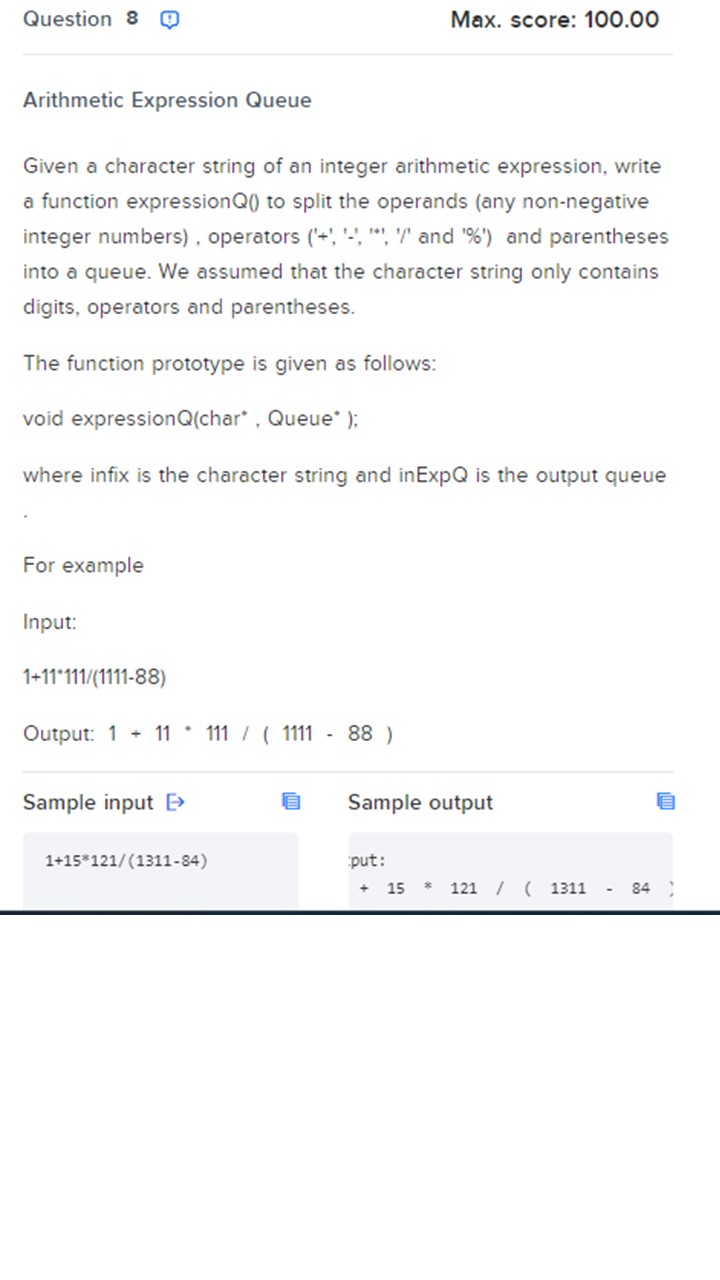 Question 8
Max. score: 100.00
Arithmetic Expression Queue
Given a character string of an integer arithmetic expression, write
a function expressionQ() to split the operands (any non-negative
integer numbers) , operators ('+', '-', '*', '/' and '%') and parentheses
into a queue. We assumed that the character string only contains
digits, operators and parentheses.
The function prototype is given as follows:
void expressionQ(char* , Queue* );
where infix is the character string and inExpQ is the output queue
.
For example
Input:
1+11*111/(1111-88)
Output: 1 + 11 * 111 / ( 1111 - 88 )
Sample input
Sample output
1+15*121/(1311-84)
put:
+ 15 * 121 / ( 1311 - 84 )